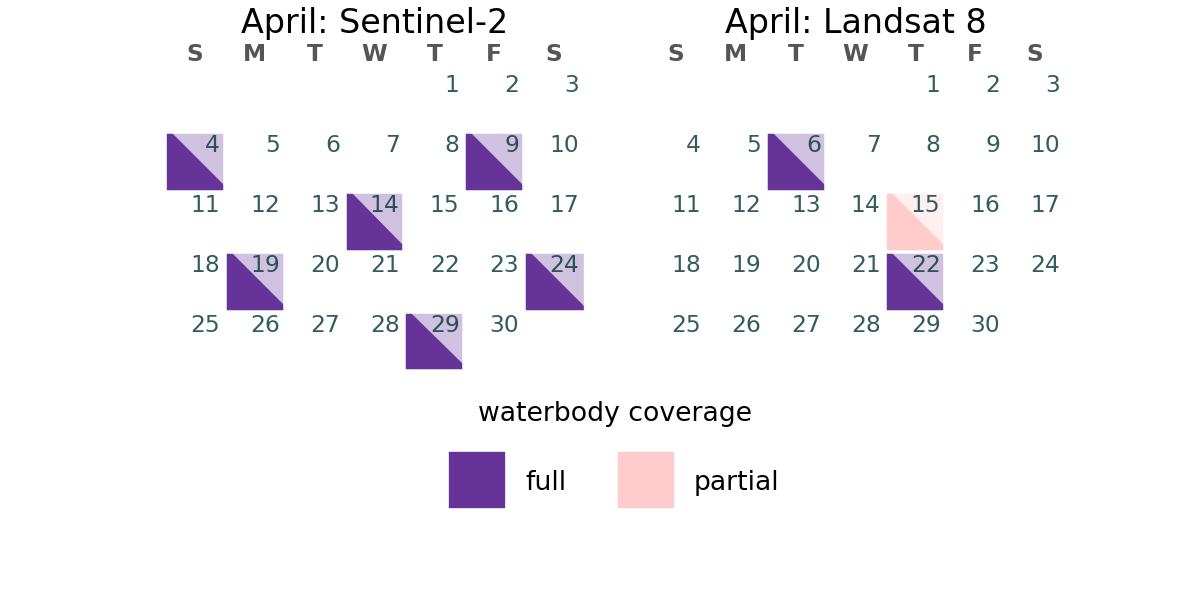 April: Sentinel-2
S M T W T F S
1 2 3
4 5 6 7 8 9 10
11 12 13 14 15 16 17
18 19 20 21 22 23 24
25 26 27 28 29 30
April: Landsat 8
S M T W T F S
1 2 3
4 5 6 7 8 9 10
11 12 13 14 15 16 17
18 19 20 21 22 23 24
25 26 27 28 29 30
waterbody coverage
full
partial